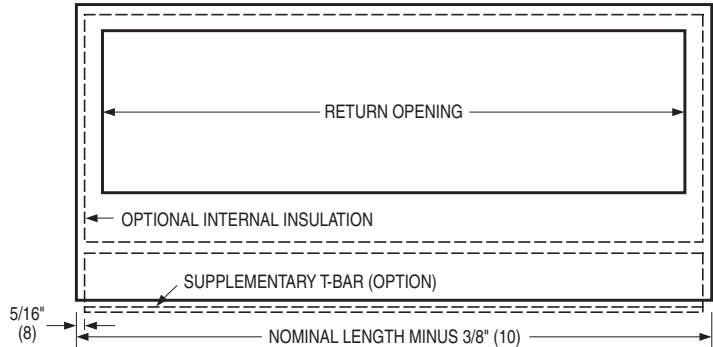 RETURN OPENING
OPTIONAL INTERNAL INSULATION
SUPPLEMENTARY T-BAR (OPTION)
5/16"
(8)
NOMINAL LENGTH MINUS 3/8" (10)